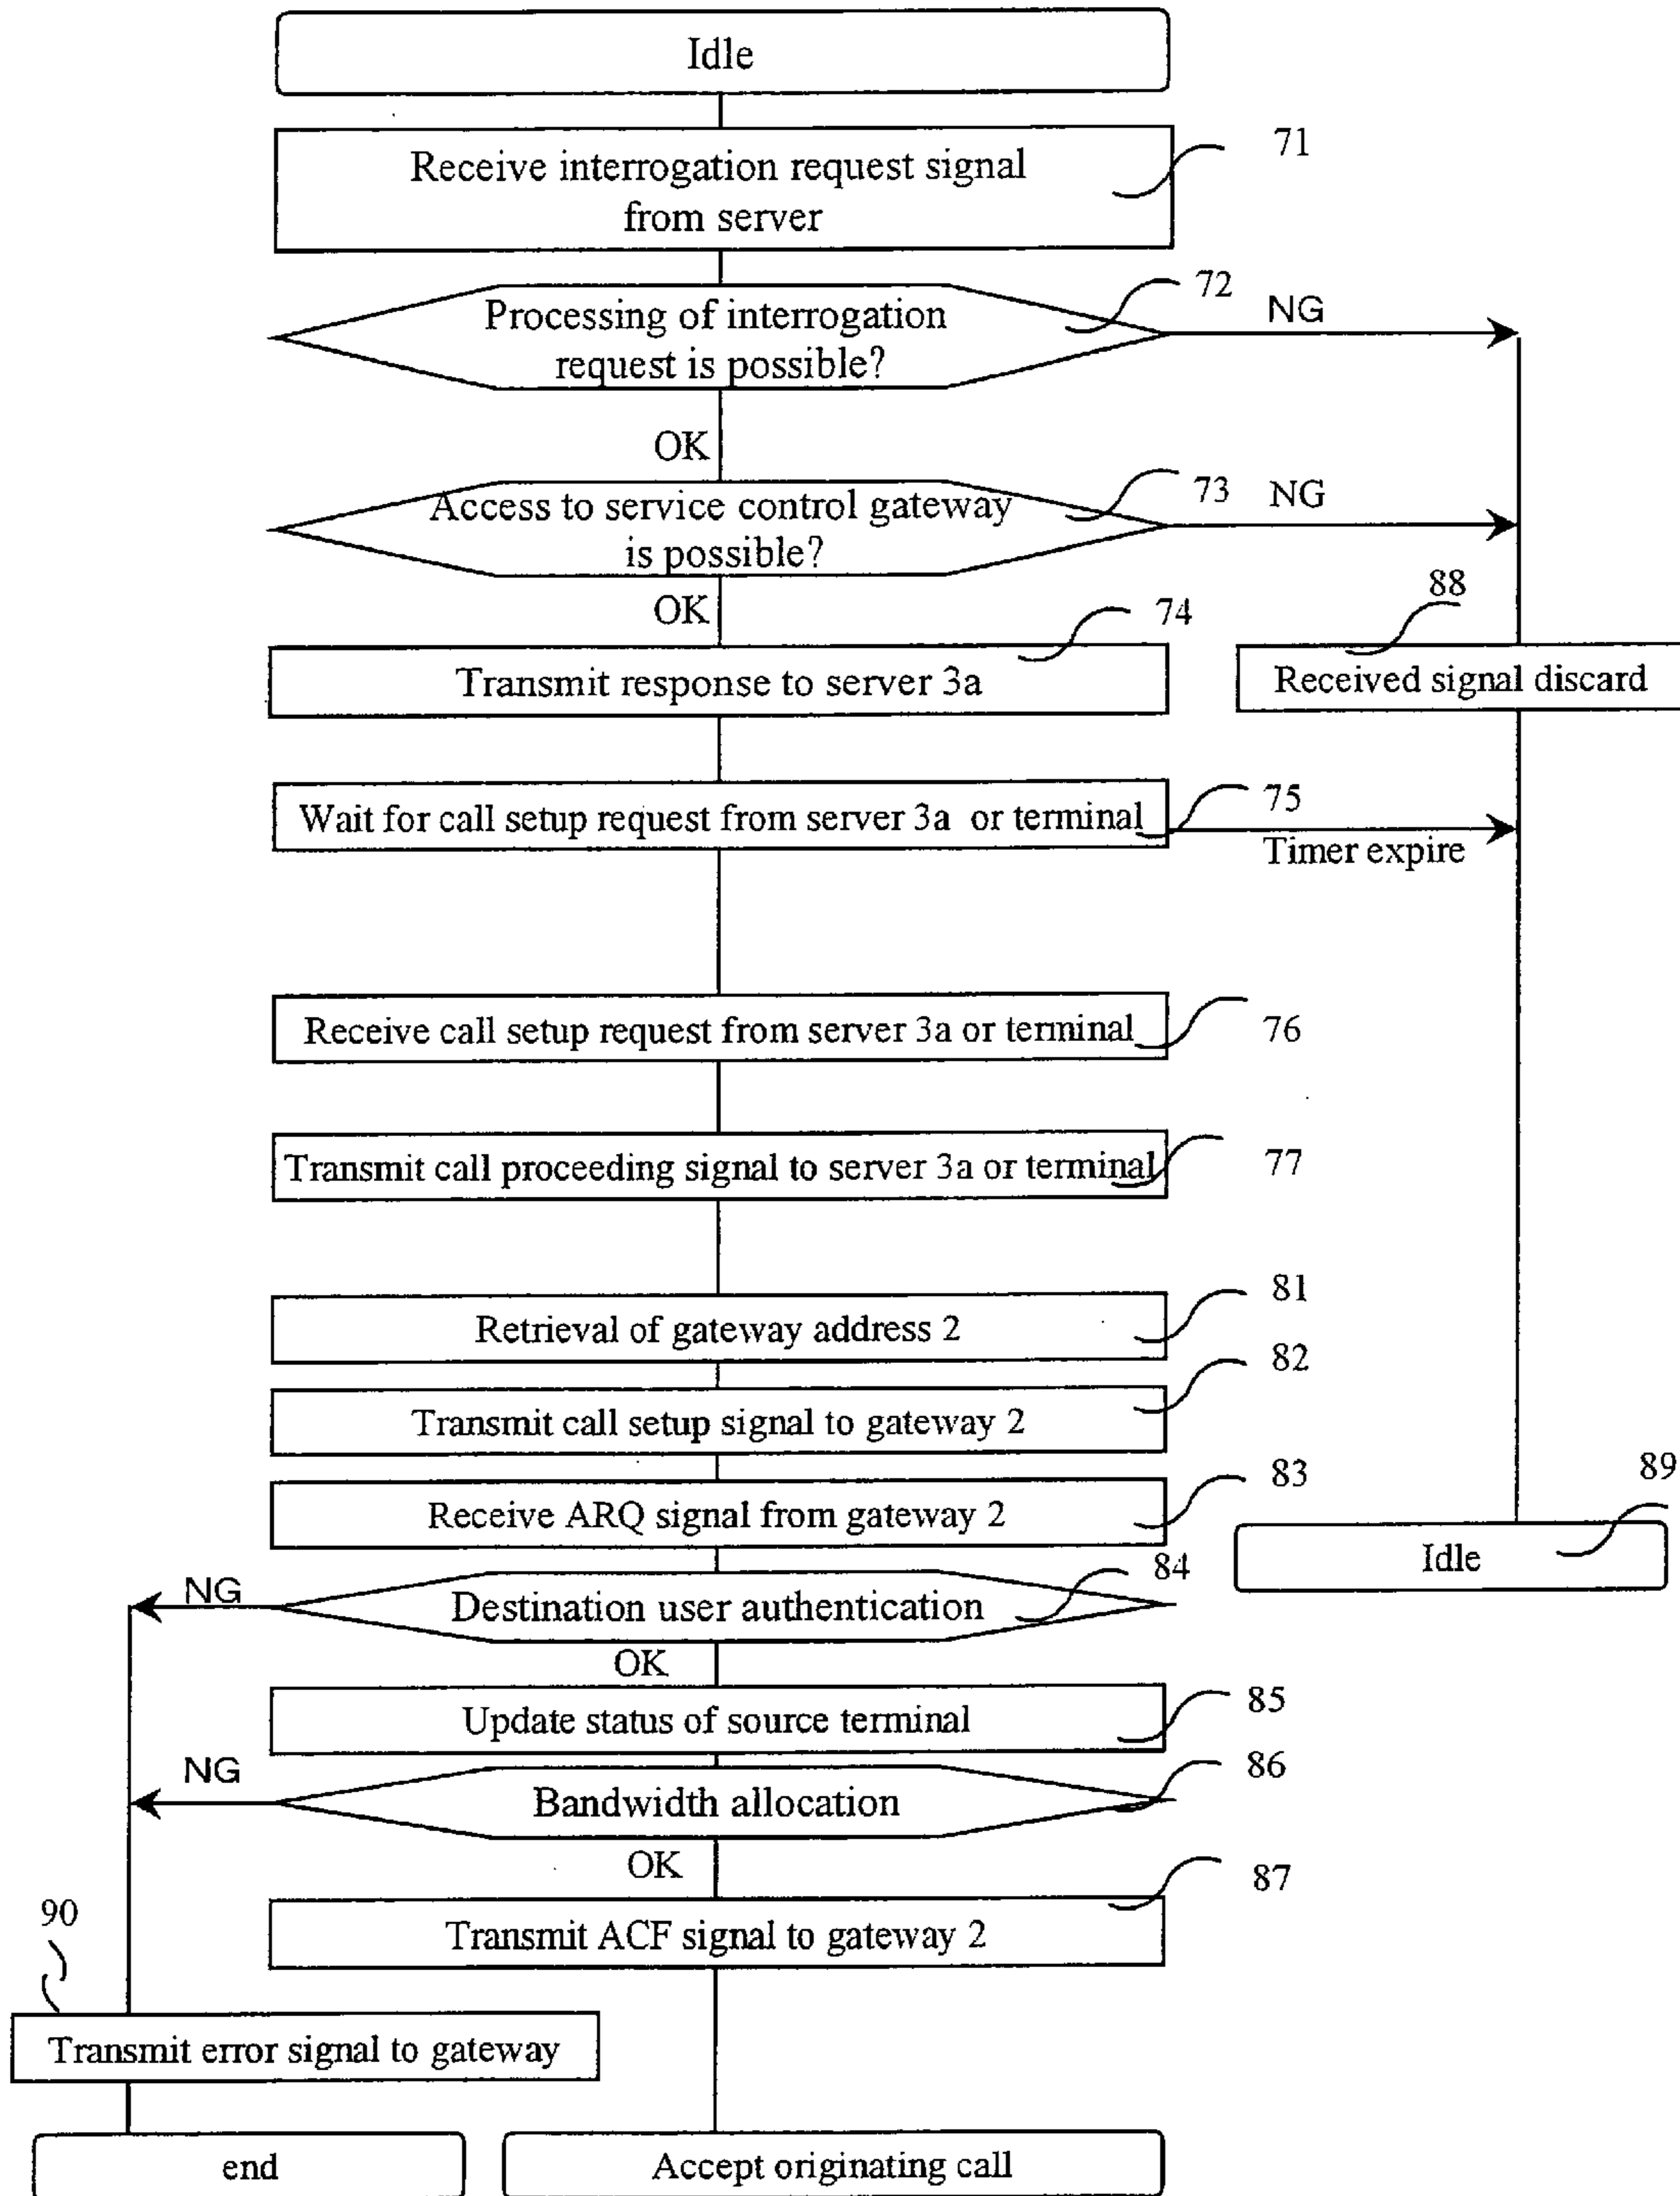 Idle
Receive interrogation request signal
from server
71
Processing of interrogation
request is possible?
72
NG
OK
Access to service control gateway
is possible?
73
NG
OK
74
Transmit response to server 3a
88
Received signal discard
Wait for call setup request from server 3a or terminal
75
Timer expire
Receive call setup request from server 3a or terminal
76
Transmit call proceeding signal to server 3a or terminal
77
81
Retrieval of gateway address 2
82
Transmit call setup signal to gateway 2
83
Receive ARQ signal from gateway 2
89
Idle
84
NG
Destination user authentication
OK
85
Update status of source terminal
86
NG
Bandwidth allocation
OK
87
Transmit ACF signal to gateway 2
90
Transmit error signal to gateway
end
Accept originating call